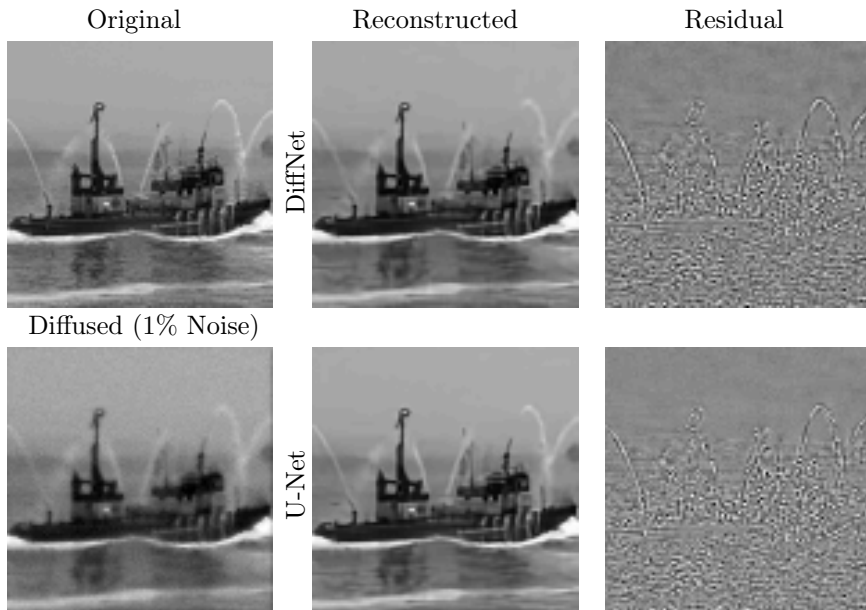 Original
Reconstructed
Residual
DiffNet
Diffused (1% Noise)
U-Net